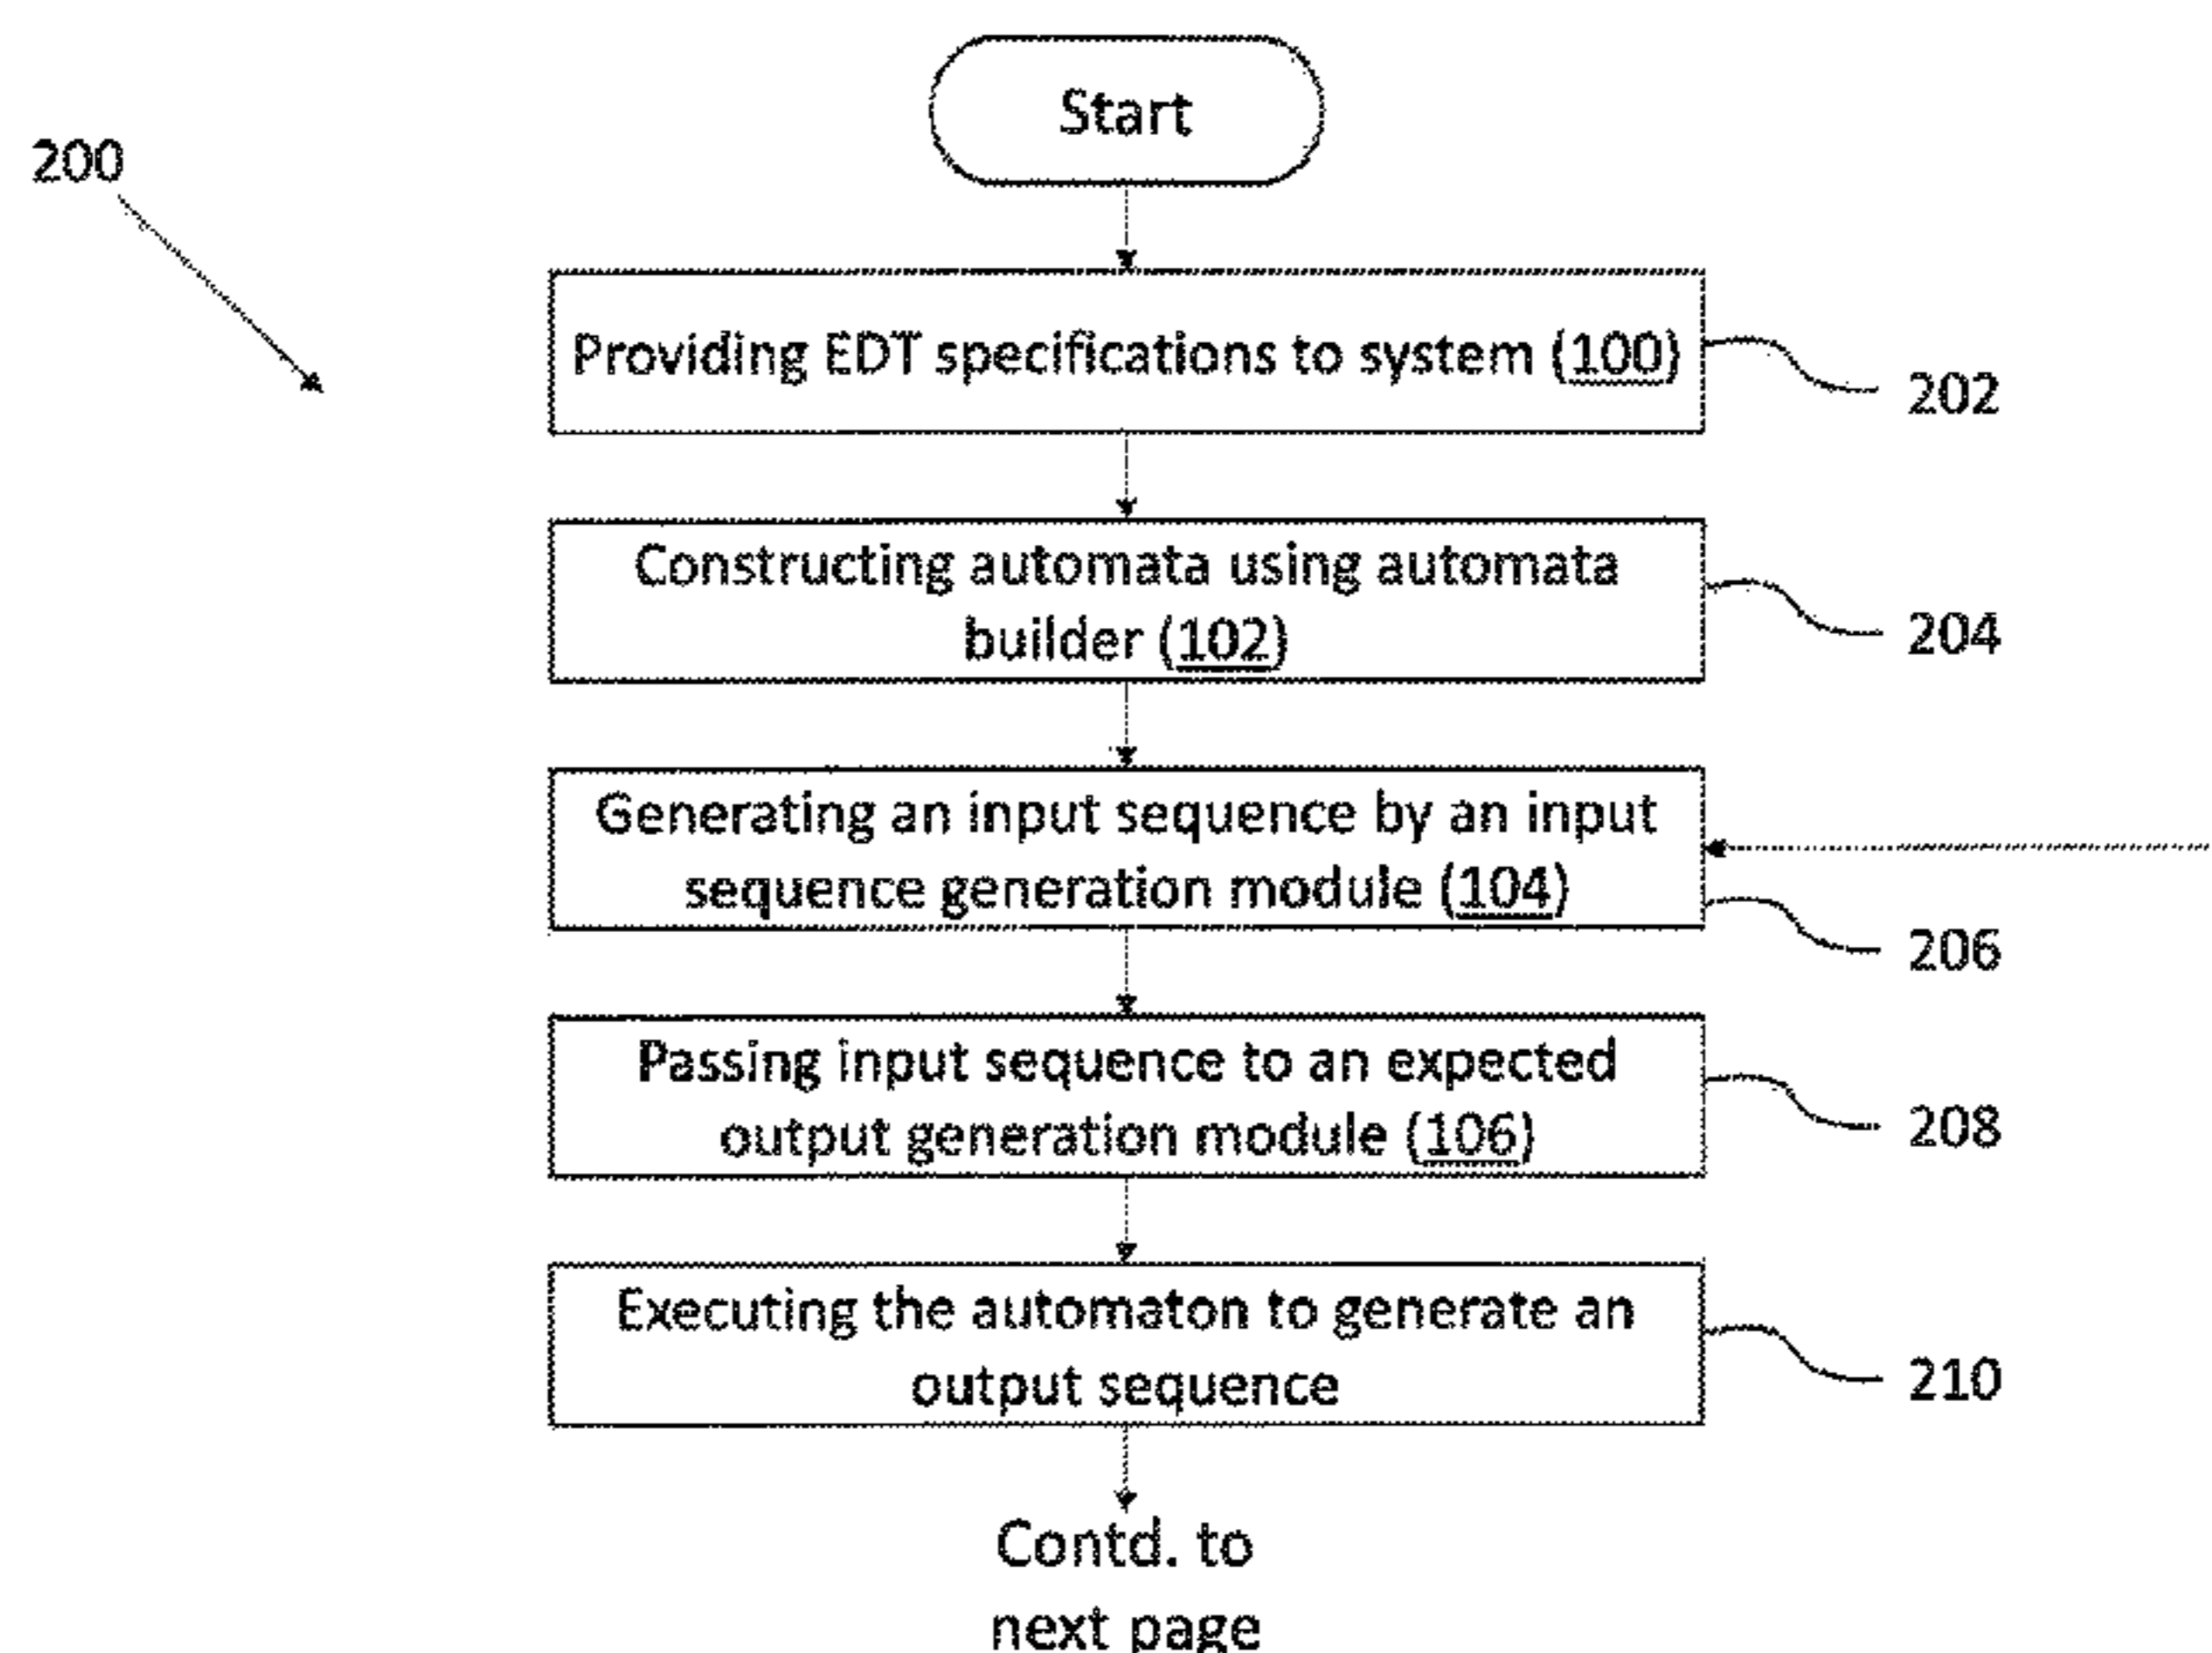 Start
200
Providing EDT specifications to system (100)
202
Constructing automata using automata
builder (102)
204
Generating an input sequence by an input
sequence generation module (104)
206
Passing input sequence to an expected
output generation module (106)
208
Executing the automaton to generate an
output sequence
210
Contd. to
next page